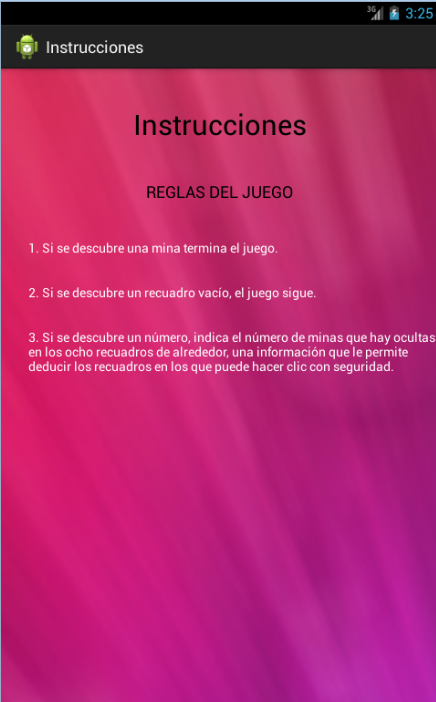 3G 3:25
Instrucciones
Instrucciones
REGLAS DEL JUEGO
1. Si se descubre una mina termina el juego.
2. Si se descubre un recuadro vacío, el juego sigue.
3. Si se descubre un número, indica el número de minas que hay ocultas
en los ocho recuadros de alrededor, una información que le permite
deducir los recuadros en los que puede hacer clic con seguridad.